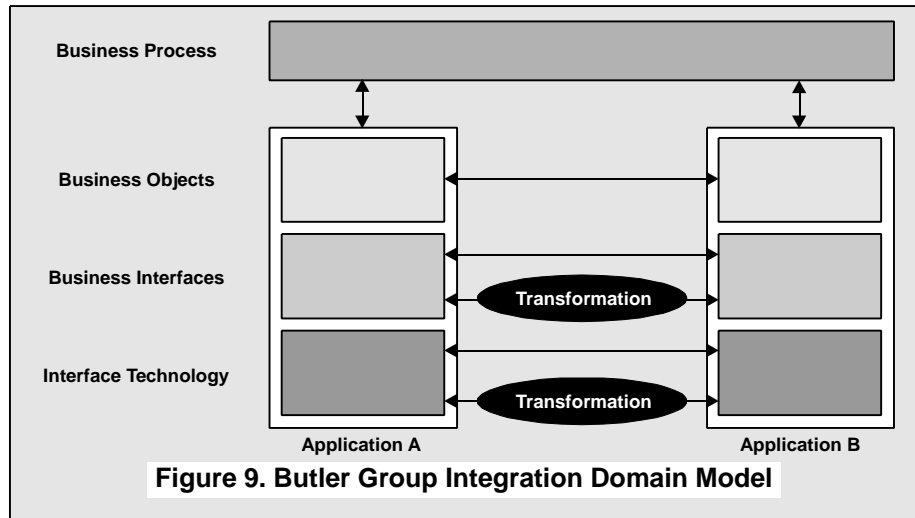 Business Process
Business Objects
Business Interfaces
Transformation
Interface Technology
Transformation
Application A
Application B
Figure 9. Butler Group Integration Domain Model